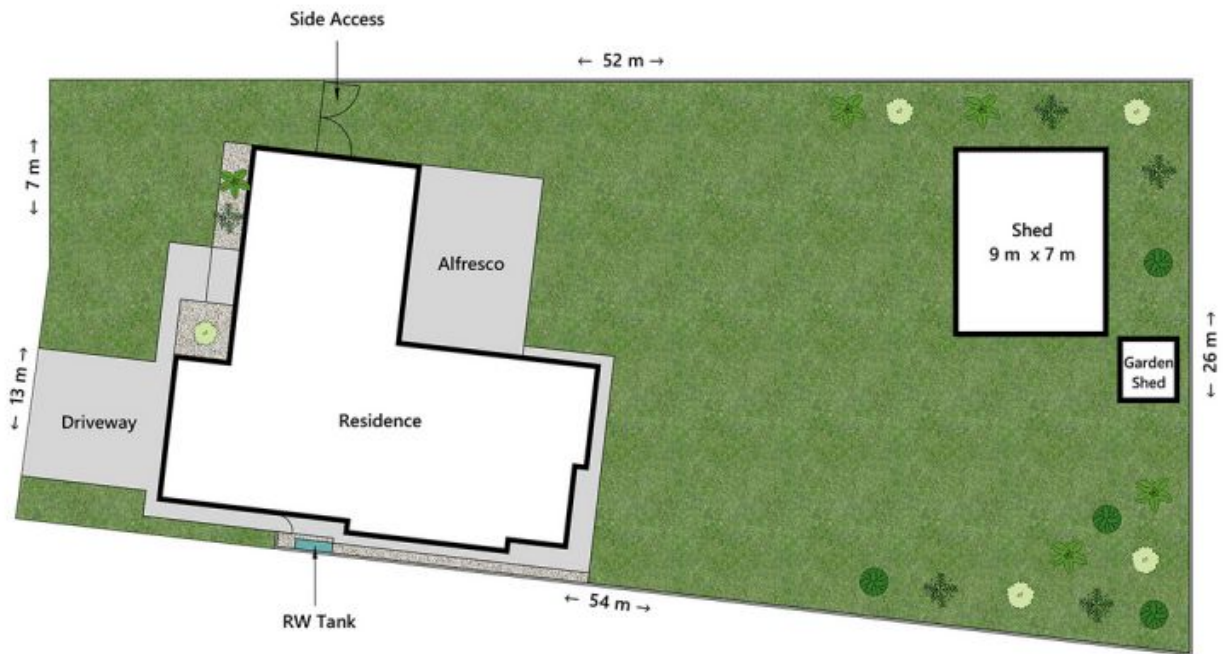 Side Access
← 52 m →
← 7 m →
Shed
9 m x 7 m
Alfresco
← 26 m →
Garden
Shed
← 13 m →
Driveway
Residence
← 54 m →
RW Tank